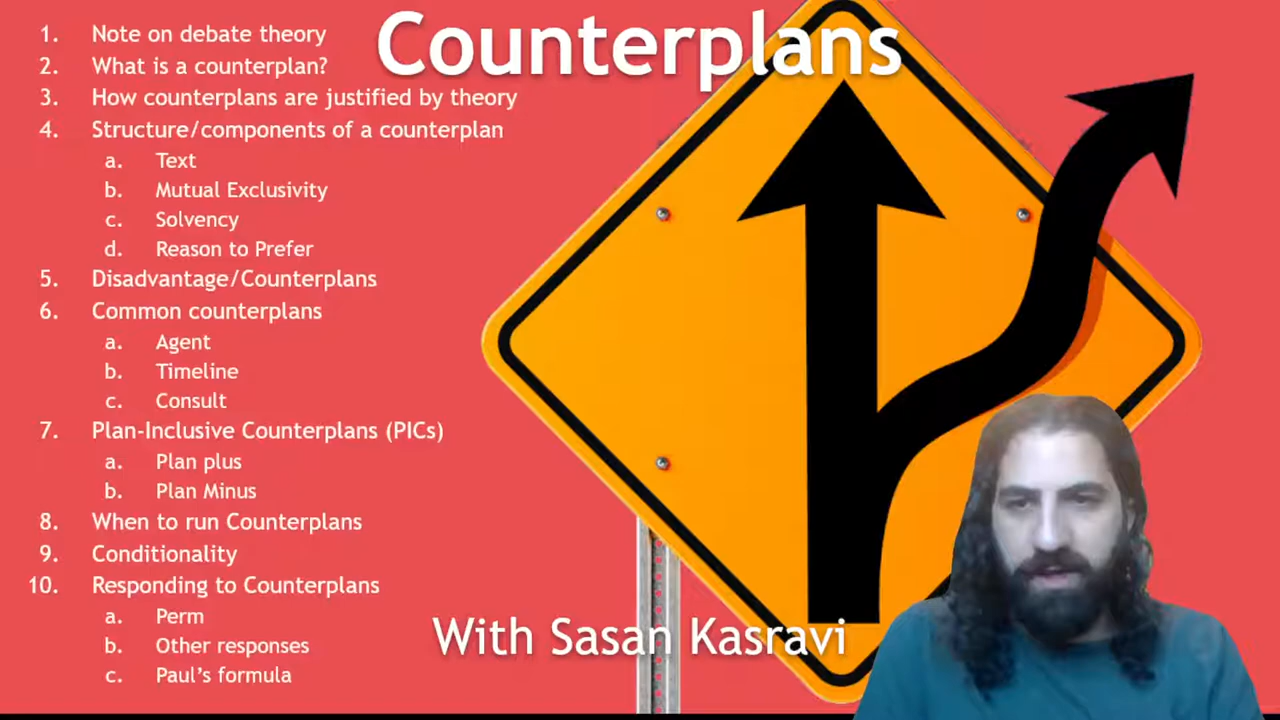 Counterplans
1. Note on debate theory
2. What is a counterplan?
3. How counterplans are justified by theory
4. Structure/components of a counterplan
a. Text
b. Mutual Exclusivity
c. Solvency
d. Reason to Prefer
5. Disadvantage/Counterplans
6. Common counterplans
a. Agent
b. Timeline
c. Consult
7. Plan-Inclusive Counterplans (PICs)
a. Plan plus
b. Plan Minus
8. When to run Counterplans
9. Conditionality
10. Responding to Counterplans
a. Perm
b. Other responses
c. Paul's formula
With Sasan Kasravi